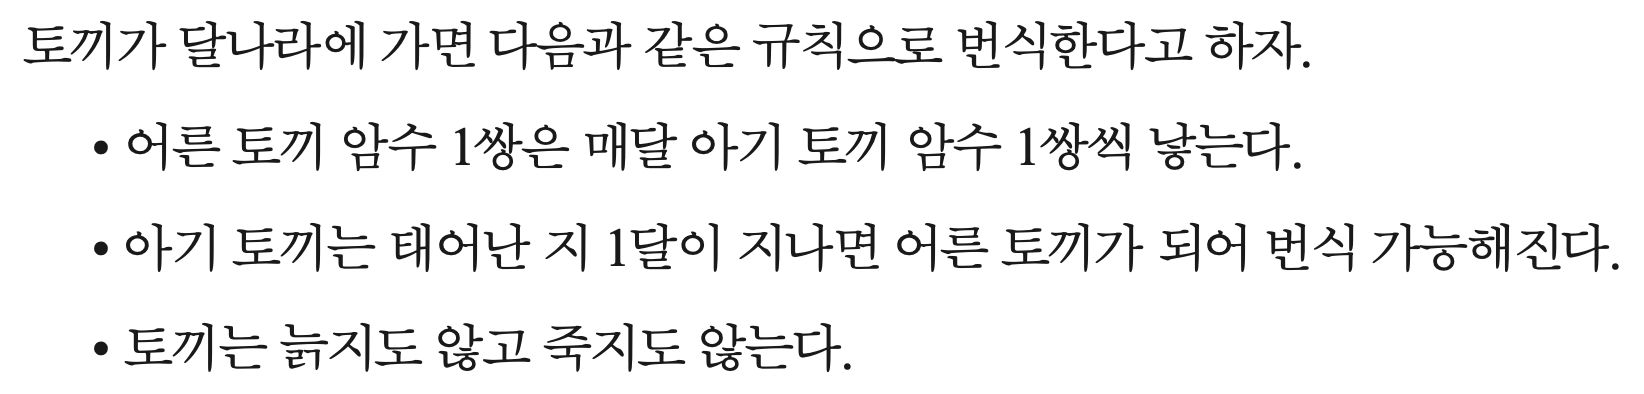 토끼가 달나라에 가면 다음과 같은 규칙으로 번식한다고 하자.
• 어른 토끼 암수 1쌍은 매달 아기 토끼 암수 1쌍씩 낳는다.
• 아기 토끼는 태어난 지 1달이 지나면 어른 토끼가 되어 번식 가능해진다.
• 토끼는 늙지도 않고 죽지도 않는다.